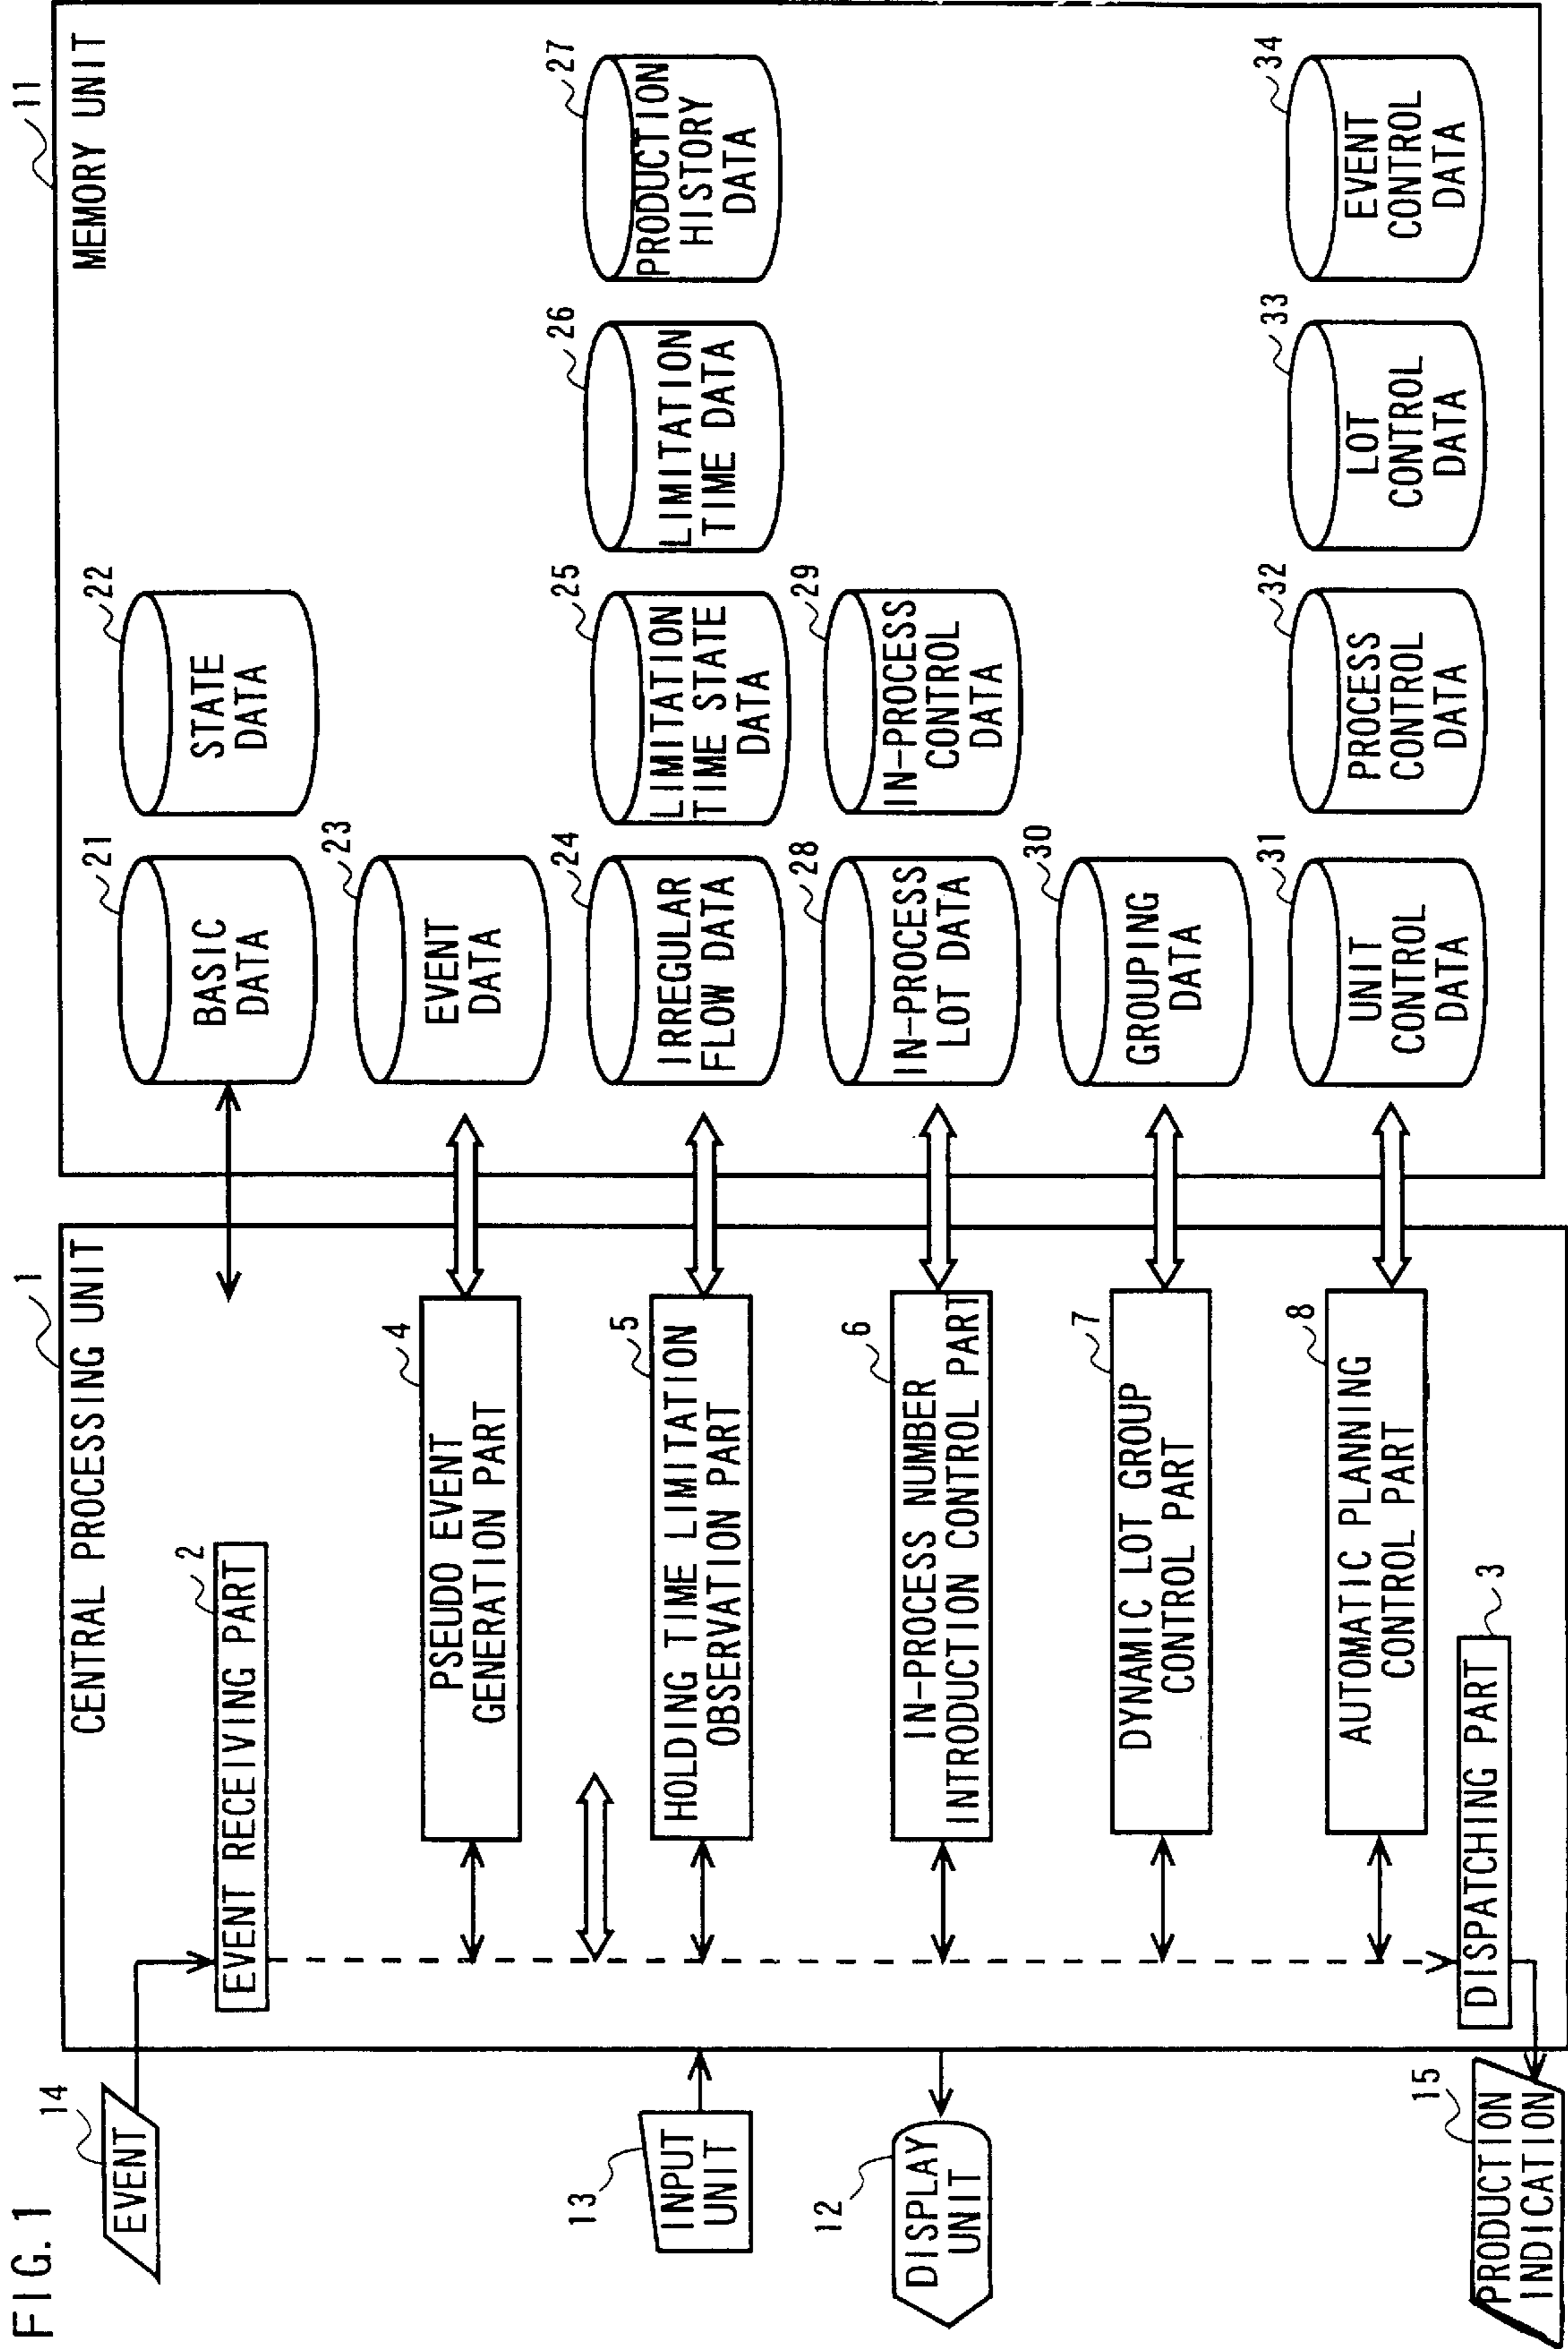 FIG.1
14
EVENT
13
INPUT
UNIT
12
DISPLAY
UNIT
15
PRODUCTION
INDICATION
1
CENTRAL PROCESSING UNIT
2
EVENT RECEIVING PART
4
PSEUDO EVENT
GENERATION PART
5
HOLDING TIME LIMITATION
OBSERVATION PART
6
IN-PROCESS NUMBER
INTRODUCTION CONTROL PART
7
DYNAMIC LOT GROUP
CONTROL PART
8
AUTOMATIC PLANNING
CONTROL PART
3
DISPATCHING PART
11
MEMORY UNIT
21
BASIC
DATA
22
STATE
DATA
23
EVENT
DATA
24
IRREGULAR
FLOW DATA
25
LIMITATION
TIME STATE
DATA
26
LIMITATION
TIME DATA
27
PRODUCTION
HISTORY
DATA
28
IN-PROCESS
LOT DATA
29
IN-PROCESS
CONTROL
DATA
30
GROUPING
DATA
31
UNIT
CONTROL
DATA
32
PROCESS
CONTROL
DATA
33
LOT
CONTROL
DATA
34
EVENT
CONTROL
DATA